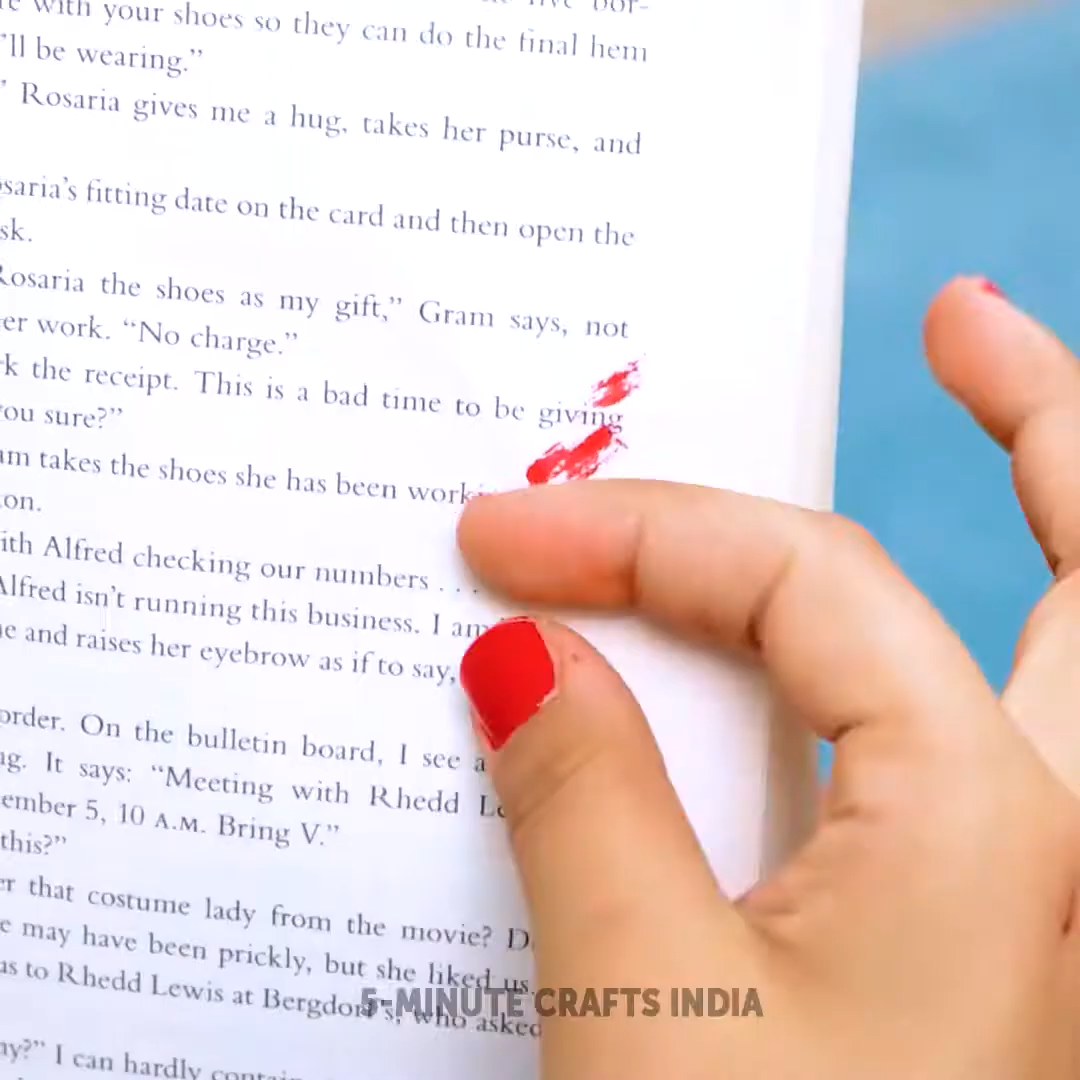 with your shoes so they can do the final hem
'll be wearing."
" Rosaria gives me a hug, takes her purse, and
saria's fitting date on the card and then open the
sk.
Rosaria the shoes as my gift," Gram says, not
er work. "No charge."
k the receipt. This is a bad time to be giving
ou sure?"
am takes the shoes she has been work
on.
ith Alfred checking our numbers . . .
Alfred isn't running this business. I am
e and raises her eyebrow as if to say,
order. On the bulletin board, I see a
ng. It says: "Meeting with Rhedd Le
ember 5, 10 A.M. Bring V."
this?"
er that costume lady from the movie? D
e may have been prickly, but she liked us.
as to Rhedd Lewis at Bergdorf's, who asked
5-MINUTE CRAFTS INDIA
ny?" I can hardly contain